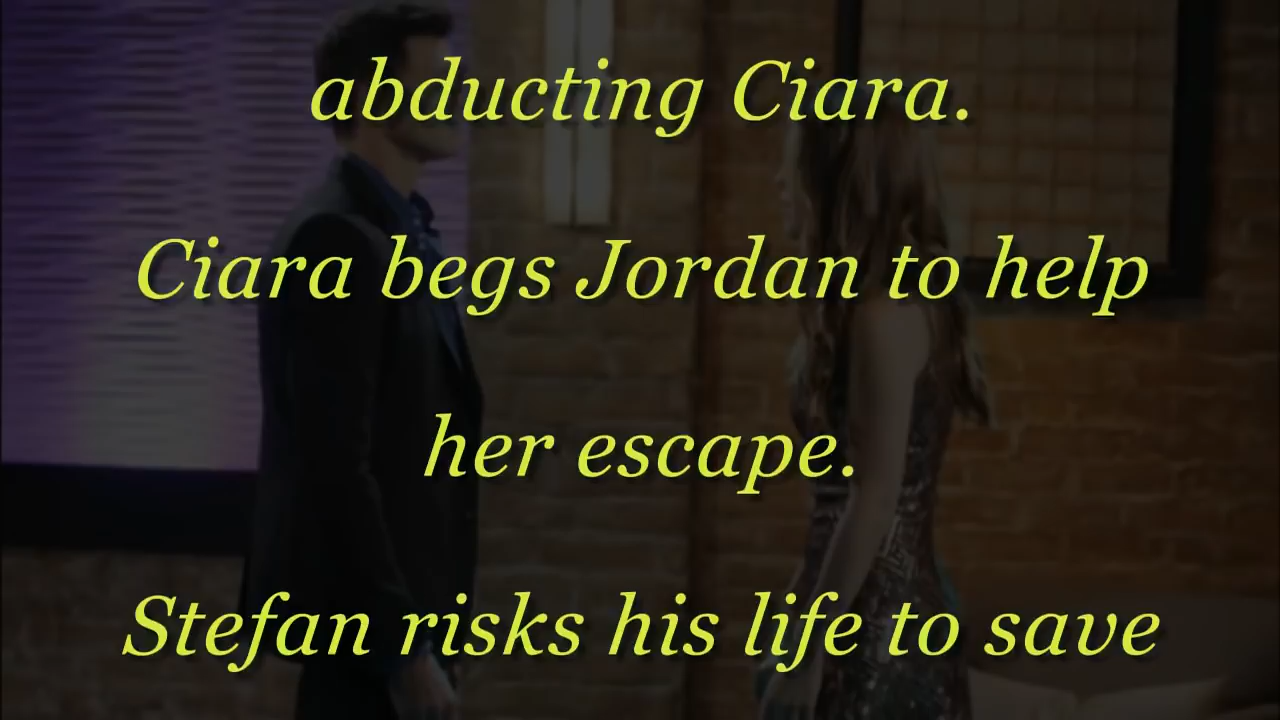 abducting Ciara.
Ciara begs Jordan to help
her escape.
Stefan risks his life to save